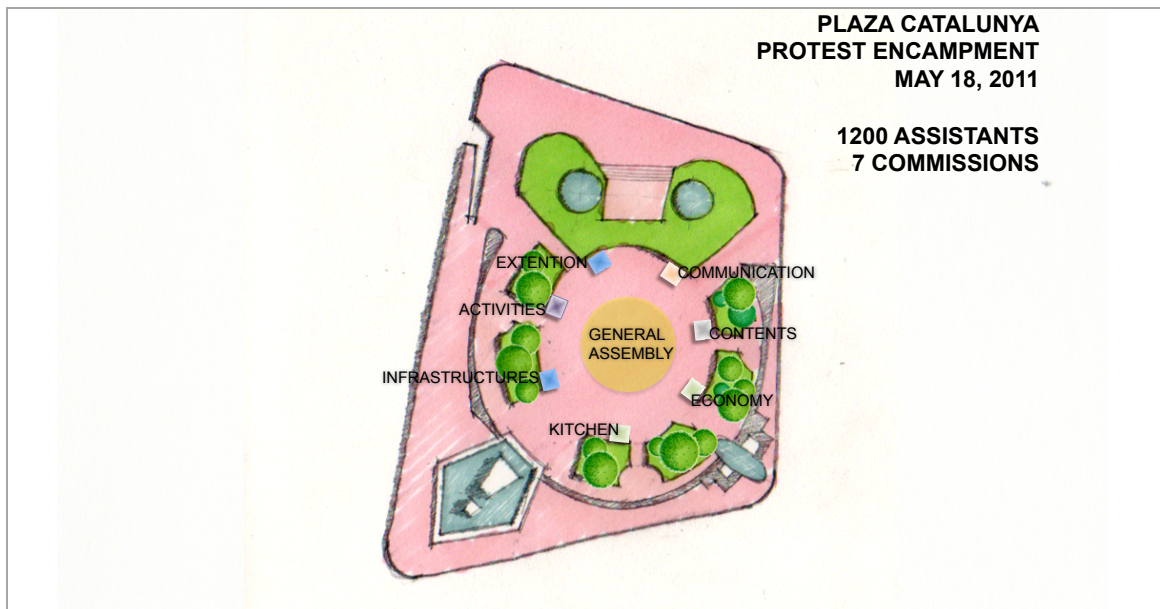 PLAZA CATALUNYA
PROTEST ENCAMPMENT
MAY 18, 2011
1200 ASSISTANTS
7 COMMISSIONS
EXTENTION
COMMUNICATION
ACTIVITIES
GENERAL
ASSEMBLY
CONTENTS
INFRASTRUCTURES
ECONOMY
KITCHEN